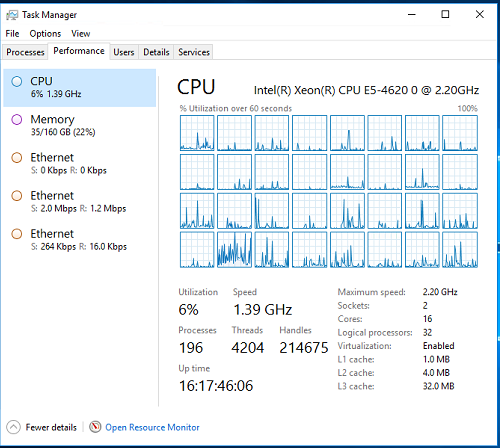 Task Manager
File Options View
Processes Performance Users Details Services
CPU
6% 1.39 GHz
Memory
35/160 GB (22%)
Ethernet
S: 0 Kbps R: 0 Kbps
Ethernet
S: 2.0 Mbps R: 1.2 Mbps
Ethernet
S: 264 Kbps R: 16.0 Kbps
CPU Intel(R) Xeon(R) CPU E5-4620 0 @ 2.20GHz
% Utilization over 60 seconds 100%
Utilization Speed
6% 1.39 GHz
Processes Threads Handles
196 4204 214675
Up time
16:17:46:06
Maximum speed: 2.20 GHz
Sockets: 2
Cores: 16
Logical processors: 32
Virtualization: Enabled
L1 cache: 1.0 MB
L2 cache: 4.0 MB
L3 cache: 32.0 MB
Fewer details Open Resource Monitor